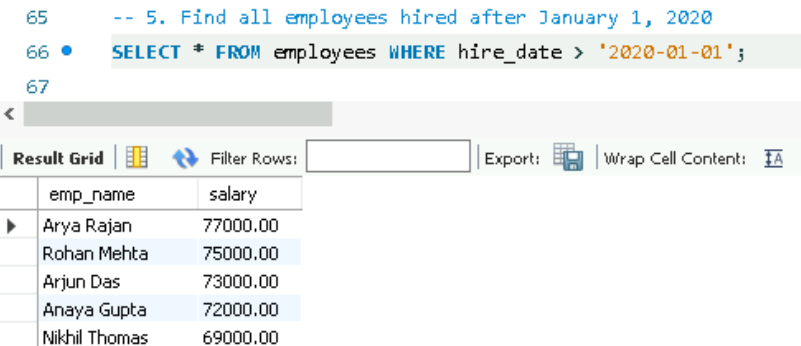 65 -- 5. Find all employees hired after January 1, 2020
66 SELECT * FROM employees WHERE hire_date > '2020-01-01';
67
Result Grid Filter Rows: Export: Wrap Cell Content: IA
emp_name salary
Arya Rajan 77000.00
Rohan Mehta 75000.00
Arjun Das 73000.00
Anaya Gupta 72000.00
Nikhil Thomas 69000.00